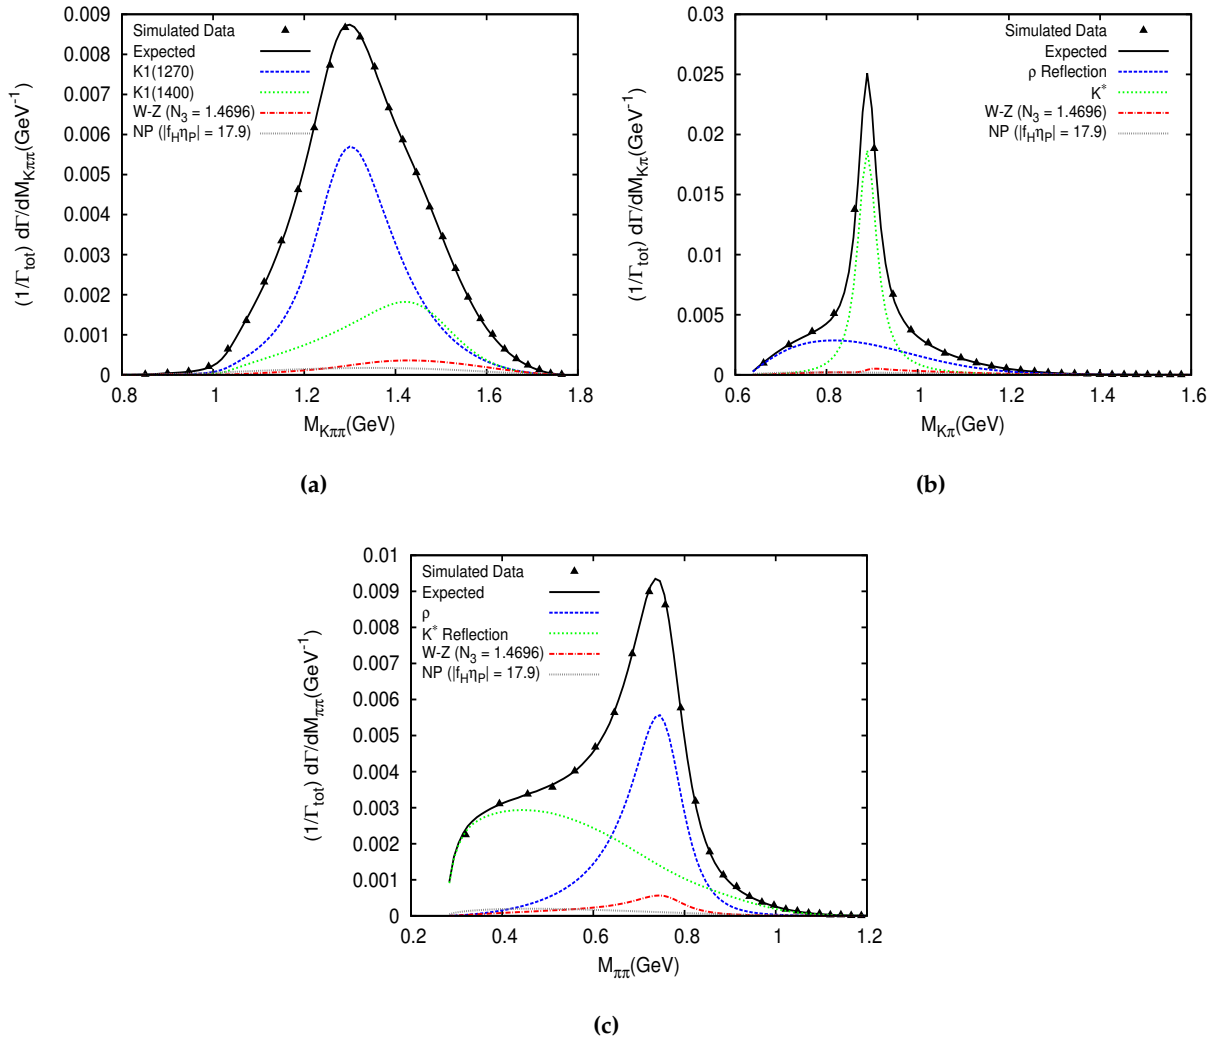 0.009
0.008
0.007
0.006
0.005
0.004
0.003
0.002
0.001
0
0.8
1
1.2
1.4
1.6
1.8
(1/Γtot) dΓ/dMKππ(GeV-1)
MKππ(GeV)
Simulated Data
Expected
K1(1270)
K1(1400)
W-Z (N3 = 1.4696)
NP (|fHηP| = 17.9)
(a)
0.03
0.025
0.02
0.015
0.01
0.005
0
0.6
0.8
1
1.2
1.4
1.6
(1/Γtot) dΓ/dMKπ(GeV-1)
MKπ(GeV)
Simulated Data
Expected
ρ Reflection
K*
W-Z (N3 = 1.4696)
NP (|fHηP| = 17.9)
(b)
0.01
0.009
0.008
0.007
0.006
0.005
0.004
0.003
0.002
0.001
0
0.2
0.4
0.6
0.8
1
1.2
(1/Γtot) dΓ/dMππ(GeV-1)
Mππ(GeV)
Simulated Data
Expected
ρ
K* Reflection
W-Z (N3 = 1.4696)
NP (|fHηP| = 17.9)
(c)